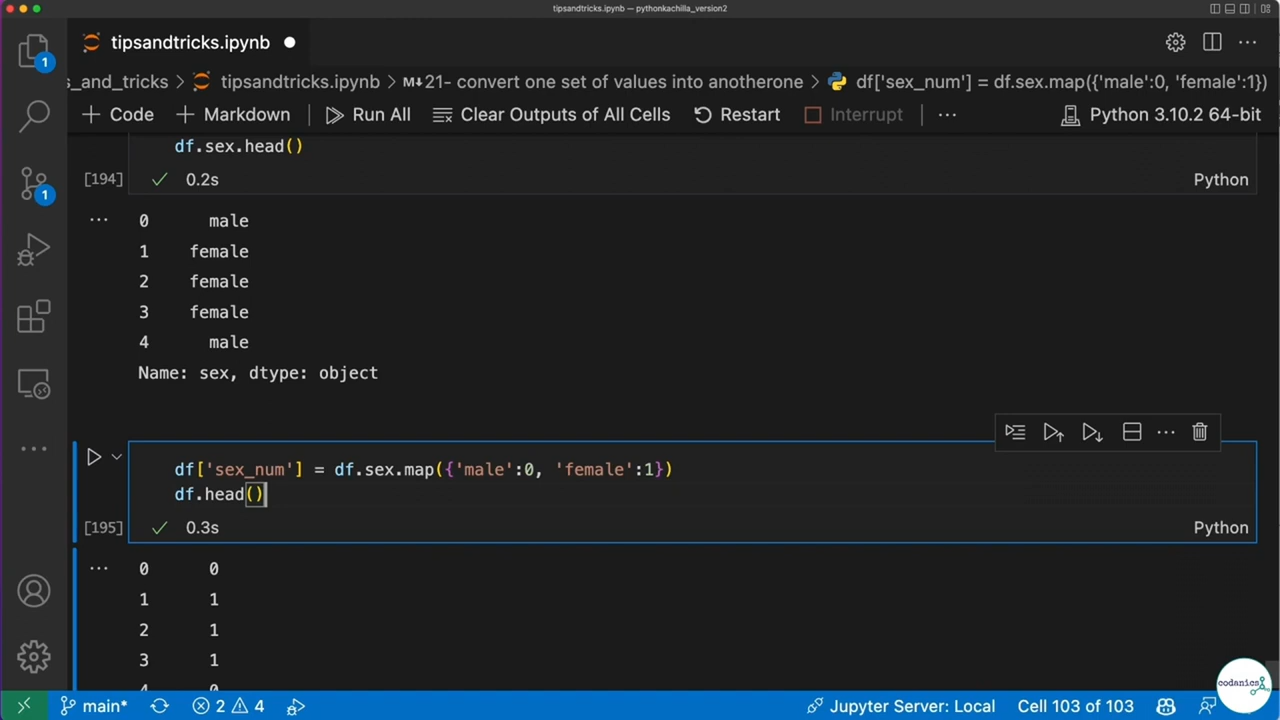 tipsandtricks.ipynb — pythonkachilla_version2
tipsandtricks.ipynb
s_and_tricks > tipsandtricks.ipynb > M↓21- convert one set of values into anotherone > df['sex_num'] = df.sex.map({'male':0, 'female':1})
+ Code + Markdown Run All Clear Outputs of All Cells Restart Interrupt ... Python 3.10.2 64-bit
df.sex.head()
[194] ✓ 0.2s Python
... 0 male
1 female
2 female
3 female
4 male
Name: sex, dtype: object
df['sex_num'] = df.sex.map({'male':0, 'female':1})
df.head()
[195] ✓ 0.3s Python
... 0 0
1 1
2 1
3 1
4 0
1
1
codanics
main* 2 4 Jupyter Server: Local Cell 103 of 103